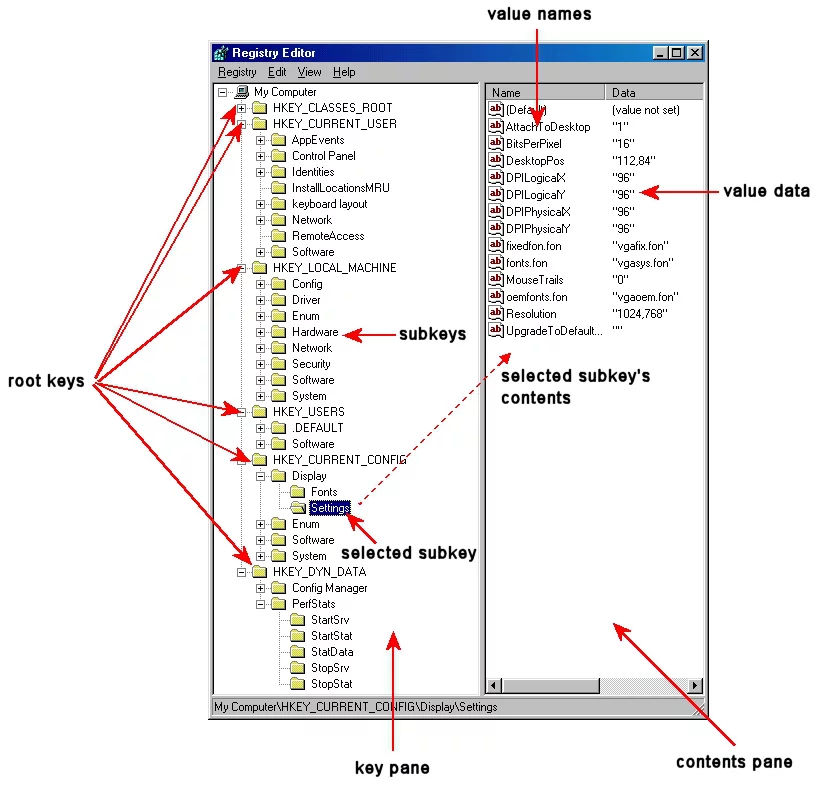 value names
Registry Editor
Registry Edit View Help
My Computer
HKEY_CLASSES_ROOT
HKEY_CURRENT_USER
AppEvents
Control Panel
Identities
InstallLocationsMRU
keyboard layout
Network
RemoteAccess
Software
HKEY_LOCAL_MACHINE
Config
Driver
Enum
Hardware
Network
Security
Software
System
HKEY_USERS
.DEFAULT
Software
HKEY_CURRENT_CONFIG
Display
Fonts
Settings
Enum
Software
System
HKEY_DYN_DATA
Config Manager
PerfStats
StartSrv
StartStat
StatData
StopSrv
StopStat
Name Data
(Default) (value not set)
AttachToDesktop "1"
BitsPerPixel "16"
DesktopPos "112,84"
DPILogicalX "96"
DPILogicalY "96"
DPIPhysicalX "96"
DPIPhysicalY "96"
fixedfon.fon "vgafix.fon"
fonts.fon "vgasys.fon"
MouseTrails "0"
oemfonts.fon "vgaoem.fon"
Resolution "1024,768"
UpgradeToDefault... ""
value data
subkeys
root keys
selected subkey's
contents
selected subkey
My Computer\HKEY_CURRENT_CONFIG\Display\Settings
key pane
contents pane